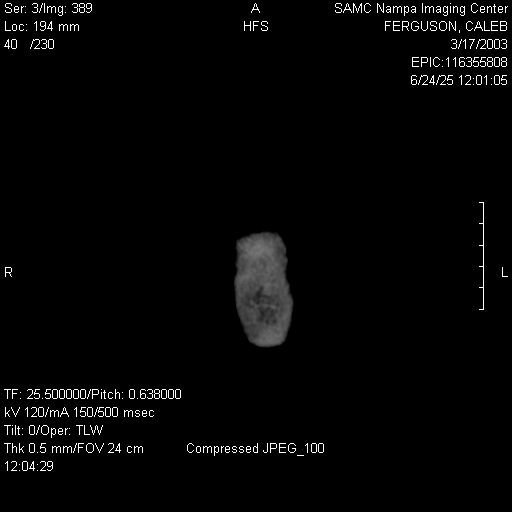 Ser: 3/Img: 389
Loc: 194 mm
40 /230
A
HFS
SAMC Nampa Imaging Center
FERGUSON, CALEB
3/17/2003
EPIC:116355808
6/24/25 12:01:05
R
L
TF: 25.500000/Pitch: 0.638000
kV 120/mA 150/500 msec
Tilt: 0/Oper: TLW
Thk 0.5 mm/FOV 24 cm
Compressed JPEG_100
12:04:29